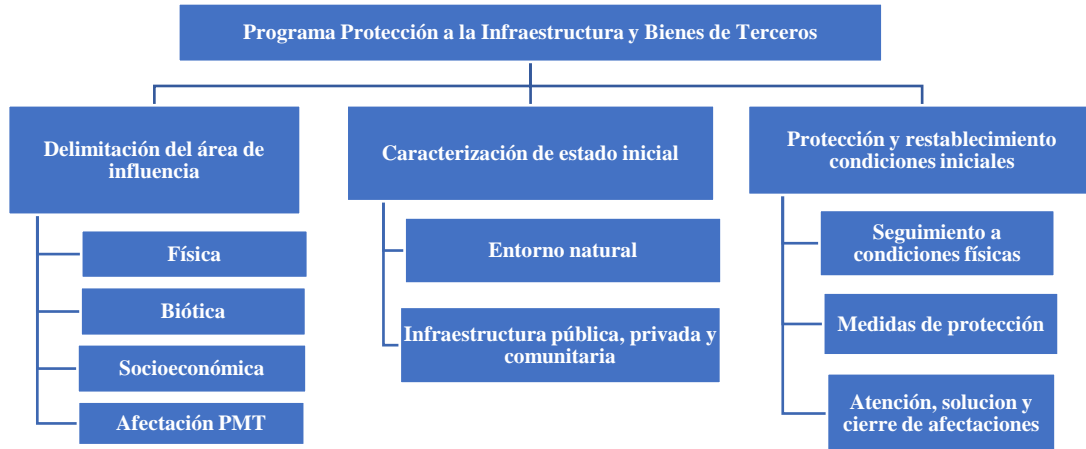 Programa Protección a la Infraestructura y Bienes de Terceros
Delimitación del área de
influencia
Física
Biótica
Socioeconómica
Afectación PMT
Caracterización de estado inicial
Entorno natural
Infraestructura pública, privada y
comunitaria
Protección y restablecimiento
condiciones iniciales
Seguimiento a
condiciones físicas
Medidas de protección
Atención, solucion y
cierre de afectaciones